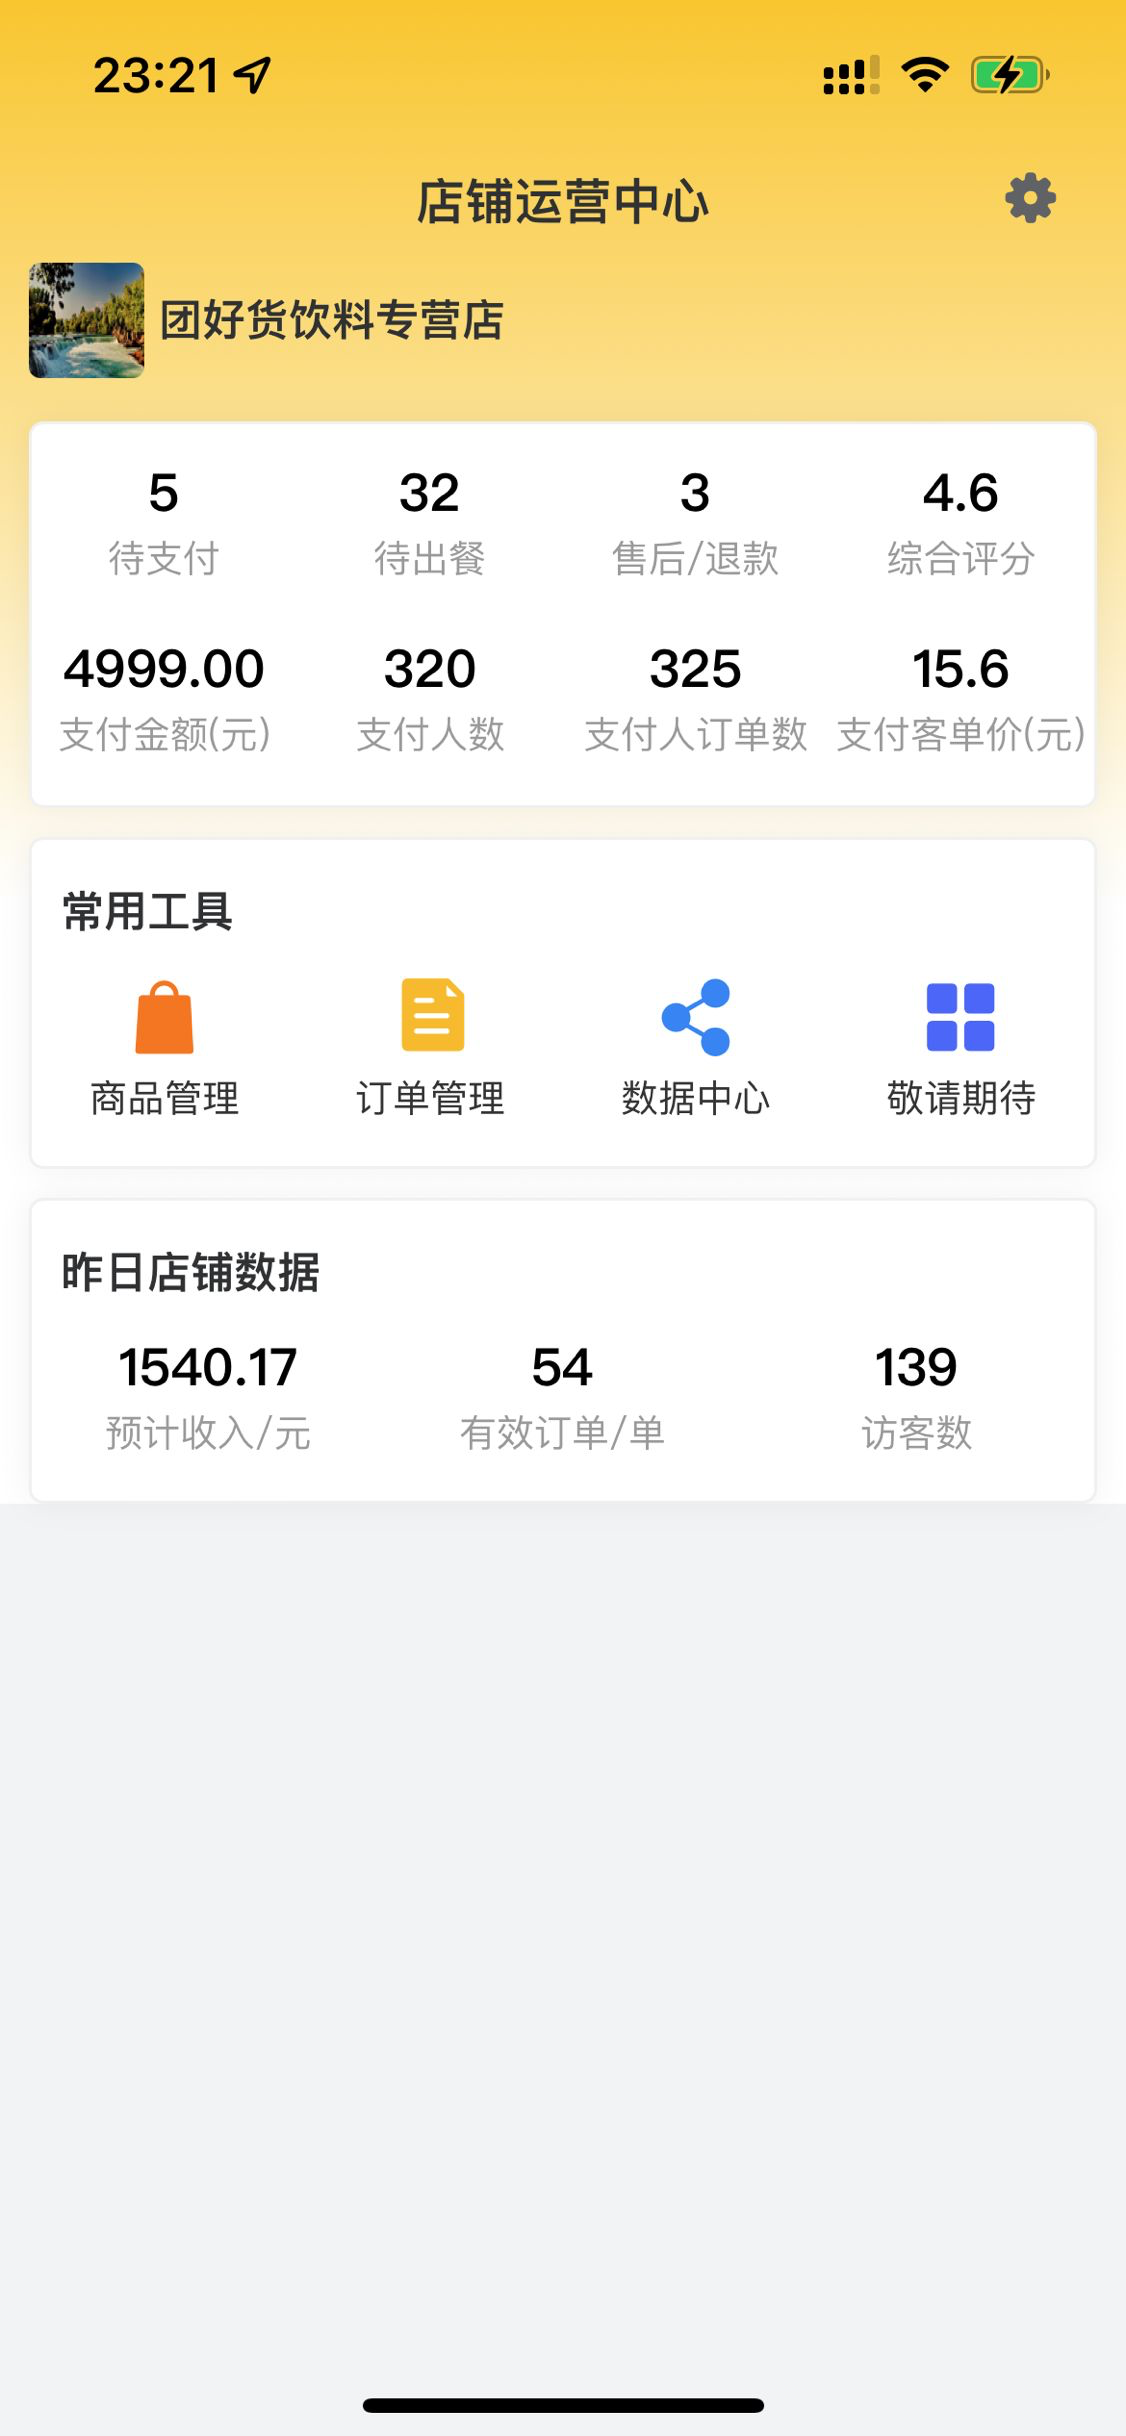 23:21
店铺运营中心
团好货饮料专营店
5 32 3 4.6
待支付 待出餐 售后/退款 综合评分
4999.00 320 325 15.6
支付金额(元) 支付人数 支付人订单数 支付客单价(元)
常用工具
商品管理 订单管理 数据中心 敬请期待
昨日店铺数据
1540.17 54 139
预计收入/元 有效订单/单 访客数